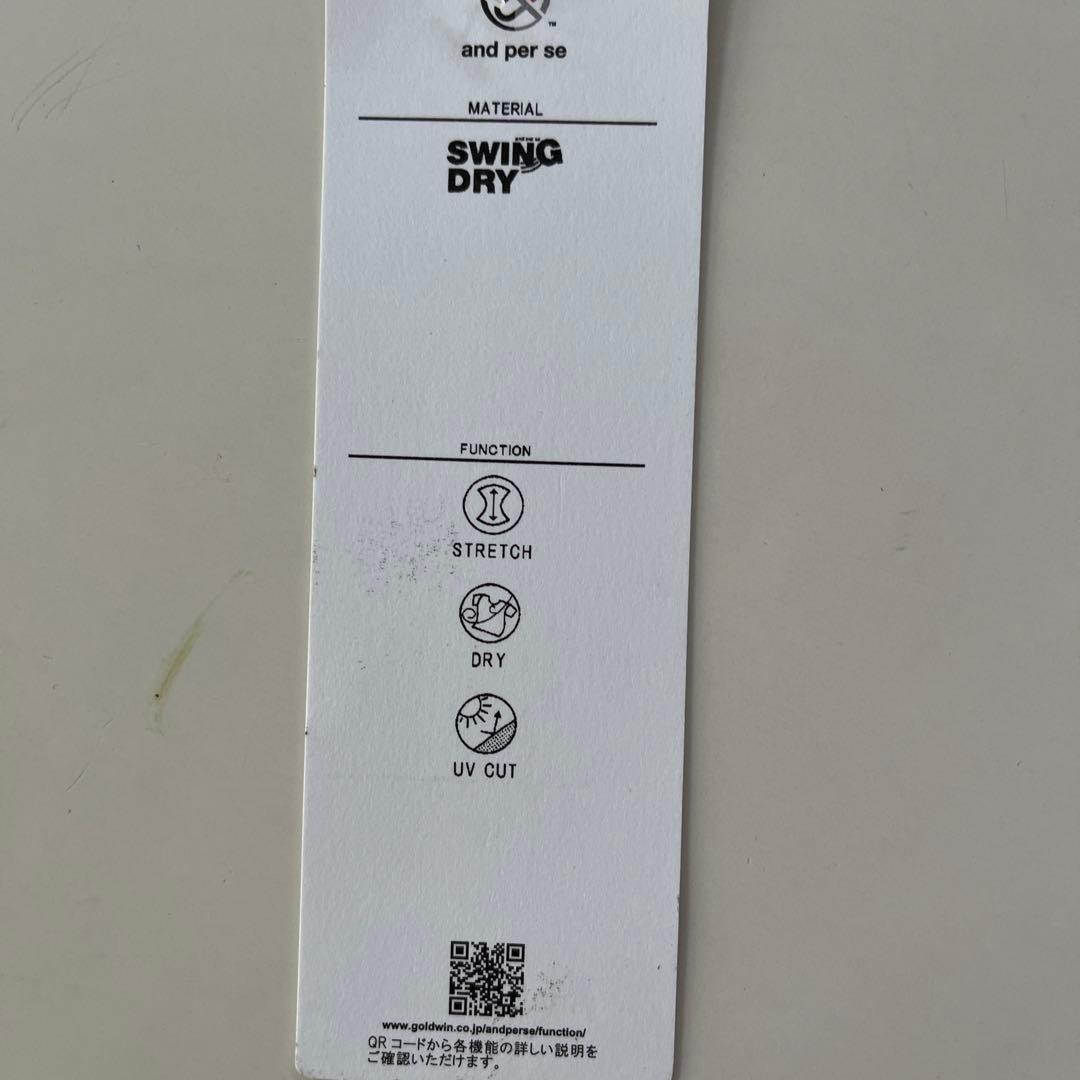 TM
and per se
MATERIAL
SWING
DRY
FUNCTION
STRETCH
DRY
UV CUT
www.goldwin.co.jp/andperse/function/
QRコードから各機能の詳しい説明を
ご確認いただけます。